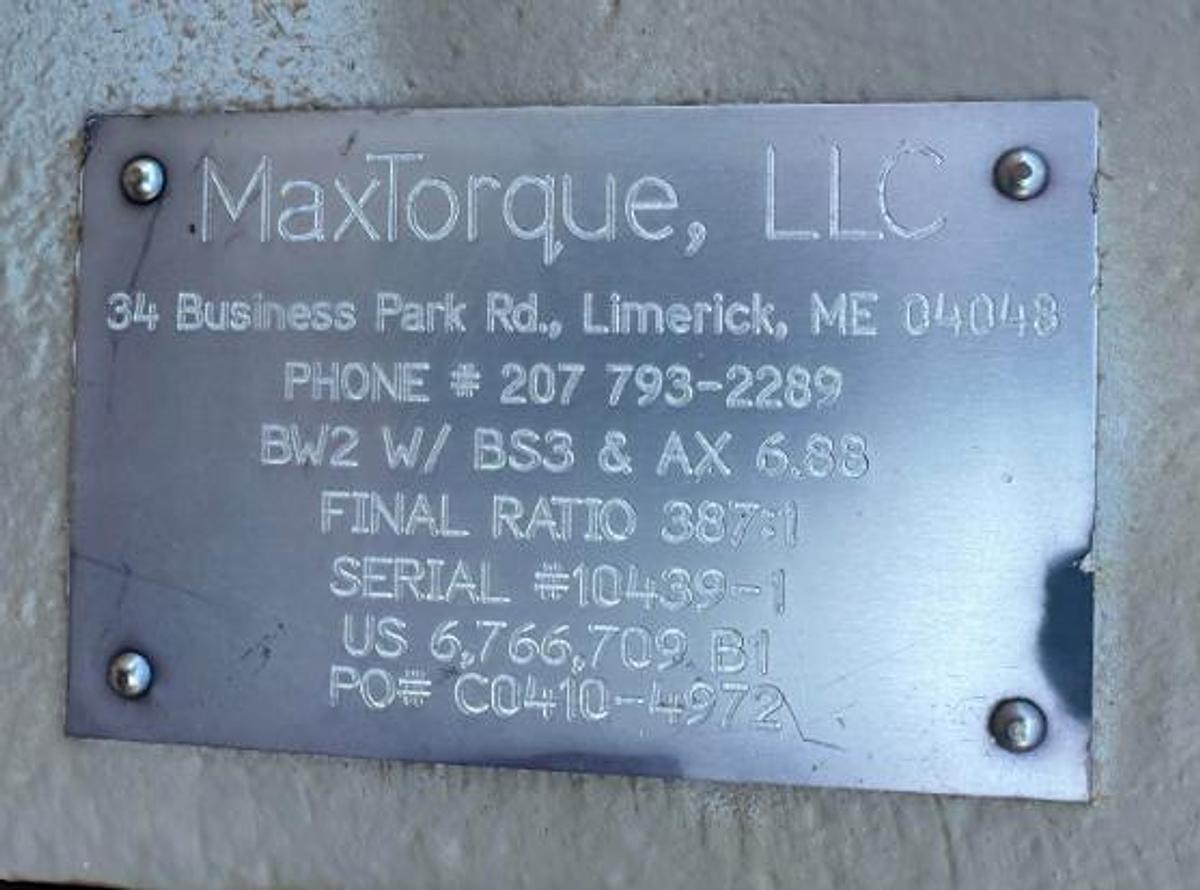 MaxTorque, LLC
34 Business Park Rd., Limerick, ME 04048
PHONE # 207 793-2289
BW2 W/ BS3 & AX 6.88
FINAL RATIO 387:1
SERIAL #10439-1
US 6,766,709 B1
PO# C0410-4972